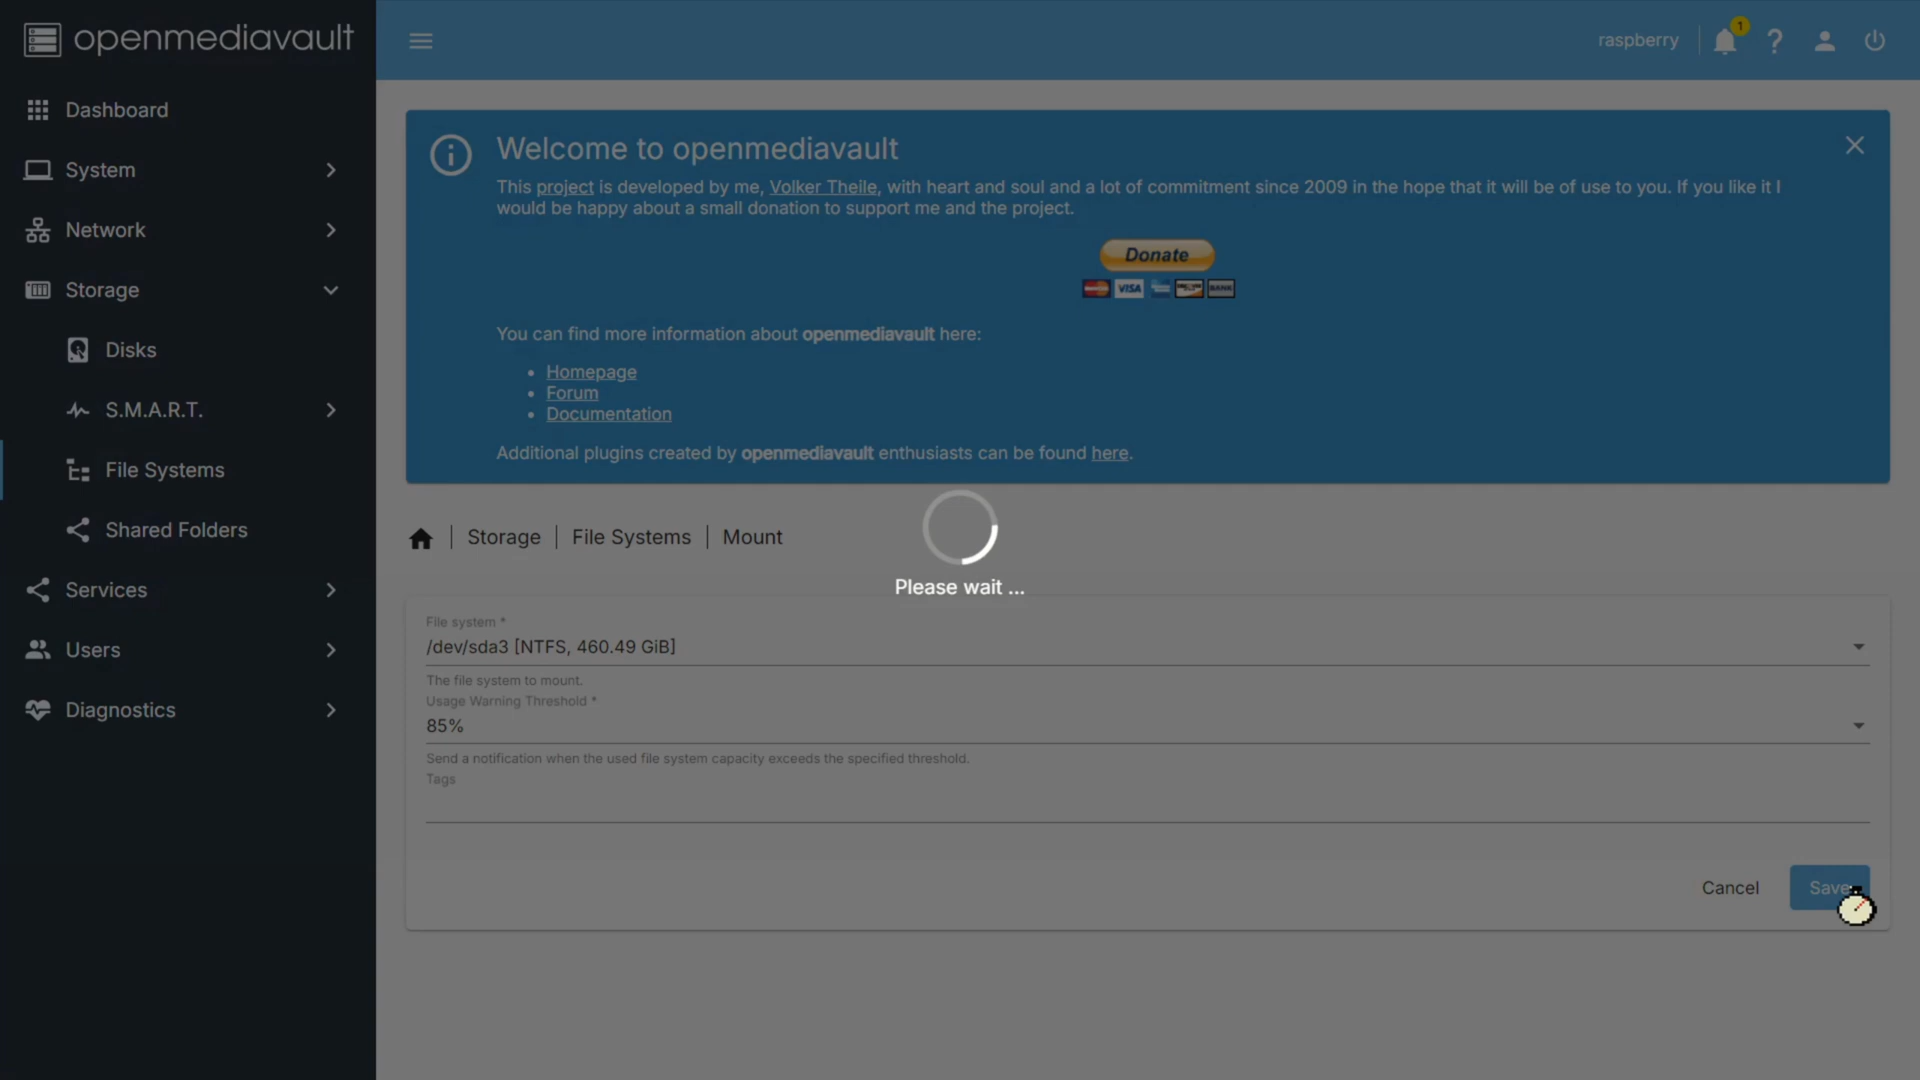 openmediavault
raspberry
1
Dashboard
System
Network
Storage
Disks
S.M.A.R.T.
File Systems
Shared Folders
Services
Users
Diagnostics
Welcome to openmediavault
This project is developed by me, Volker Theile, with heart and soul and a lot of commitment since 2009 in the hope that it will be of use to you. If you like it I
would be happy about a small donation to support me and the project.
Donate
VISA
BANK
You can find more information about openmediavault here:
Homepage
Forum
Documentation
Additional plugins created by openmediavault enthusiasts can be found here.
Storage | File Systems | Mount
Please wait ...
File system *
/dev/sda3 [NTFS, 460.49 GiB]
The file system to mount.
Usage Warning Threshold *
85%
Send a notification when the used file system capacity exceeds the specified threshold.
Tags
Cancel
Save